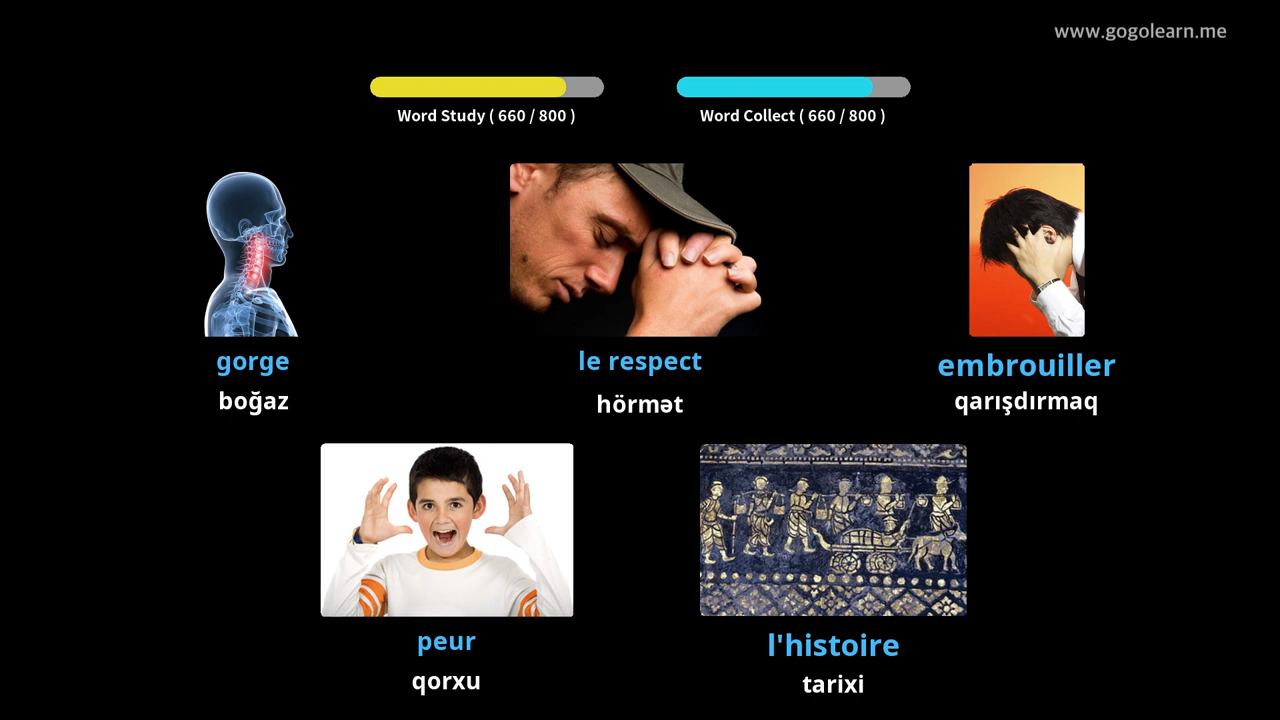 www.gogolearn.me
Word Study ( 660 / 800 )
Word Collect ( 660 / 800 )
gorge
le respect
embrouiller
boğaz
hörmət
qarışdırmaq
peur
l'histoire
qorxu
tarixi